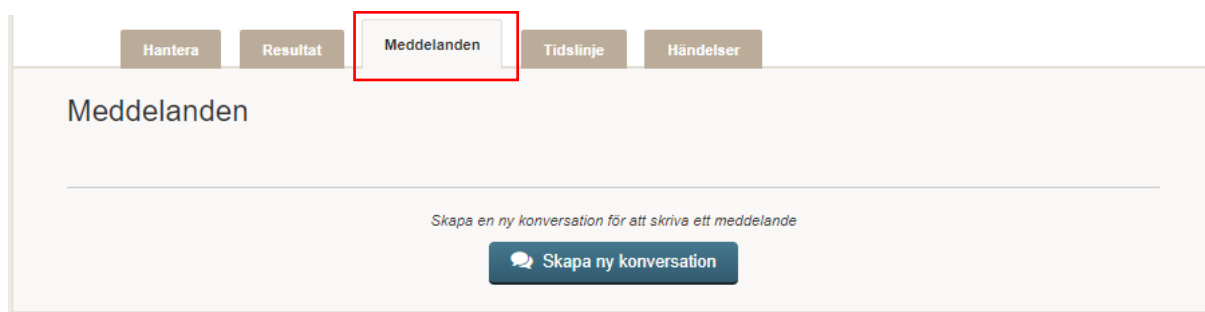 Hantera Resultat Meddelanden Tidslinje Händelser
Meddelanden
Skapa en ny konversation för att skriva ett meddelande
Skapa ny konversation